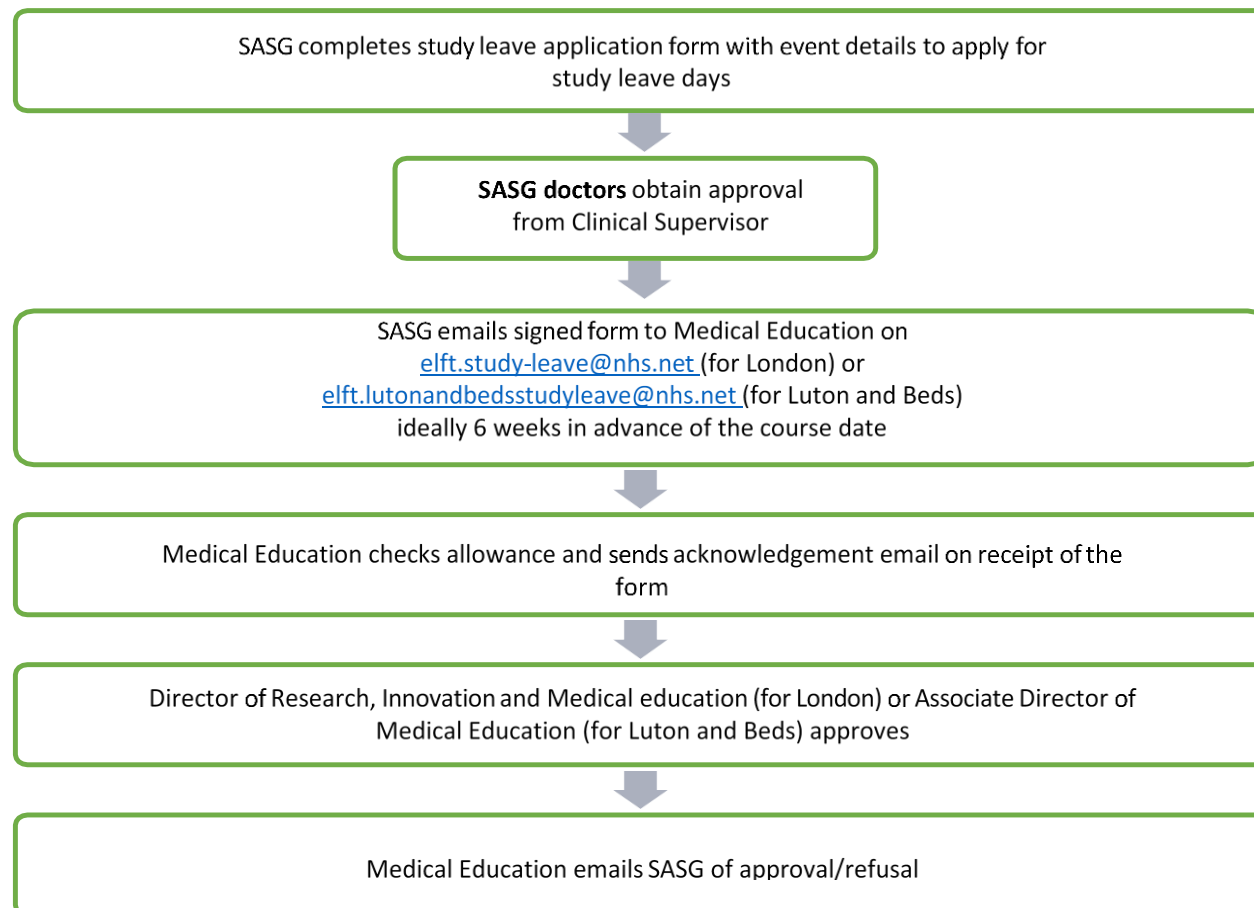 SASG completes study leave application form with event details to apply for
study leave days
SASG doctors obtain approval
from Clinical Supervisor
SASG emails signed form to Medical Education on
elft.study-leave@nhs.net (for London) or
elft.lutonandbedsstudyleave@nhs.net (for Luton and Beds)
ideally 6 weeks in advance of the course date
Medical Education checks allowance and sends acknowledgement email on receipt of the
form
Director of Research, Innovation and Medical education (for London) or Associate Director of
Medical Education (for Luton and Beds) approves
Medical Education emails SASG of approval/refusal